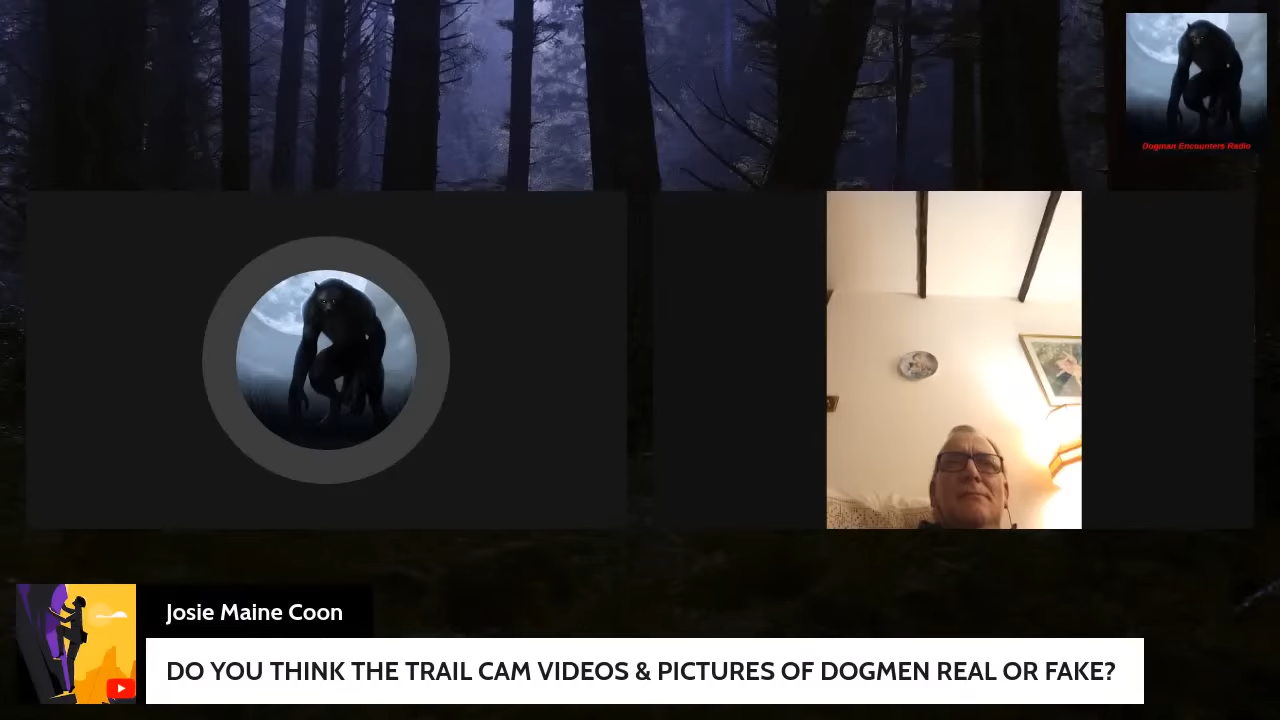 Dogman Encounters Radio
Josie Maine Coon
DO YOU THINK THE TRAIL CAM VIDEOS & PICTURES OF DOGMEN REAL OR FAKE?